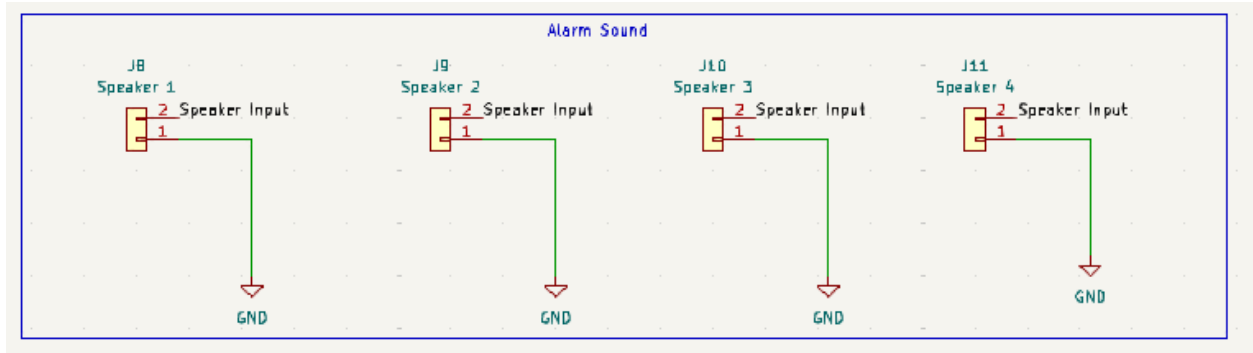 Alarm Sound
J8
Speaker 1
2 Speaker Input
1
GND
J9
Speaker 2
2 Speaker Input
1
GND
J10
Speaker 3
2 Speaker Input
1
GND
J11
Speaker 4
2 Speaker Input
1
GND